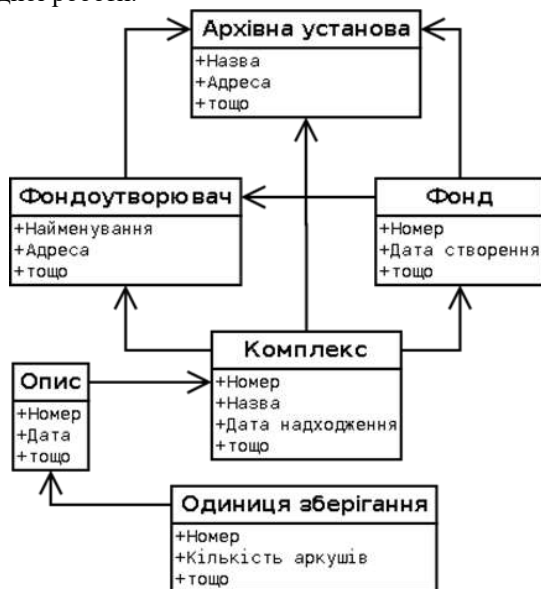 роботи.
Архівна установа
+Назва
+Адреса
+тощо
Фондоутворювач
+Найменування
+Адреса
+тощо
Фонд
+Номер
+Дата створення
+тощо
Комплекс
+Номер
+Назва
+Дата надходження
+тощо
Опис
+Номер
+Дата
+тощо
Одиниця зберігання
+Номер
+Кількість аркушів
+тощо